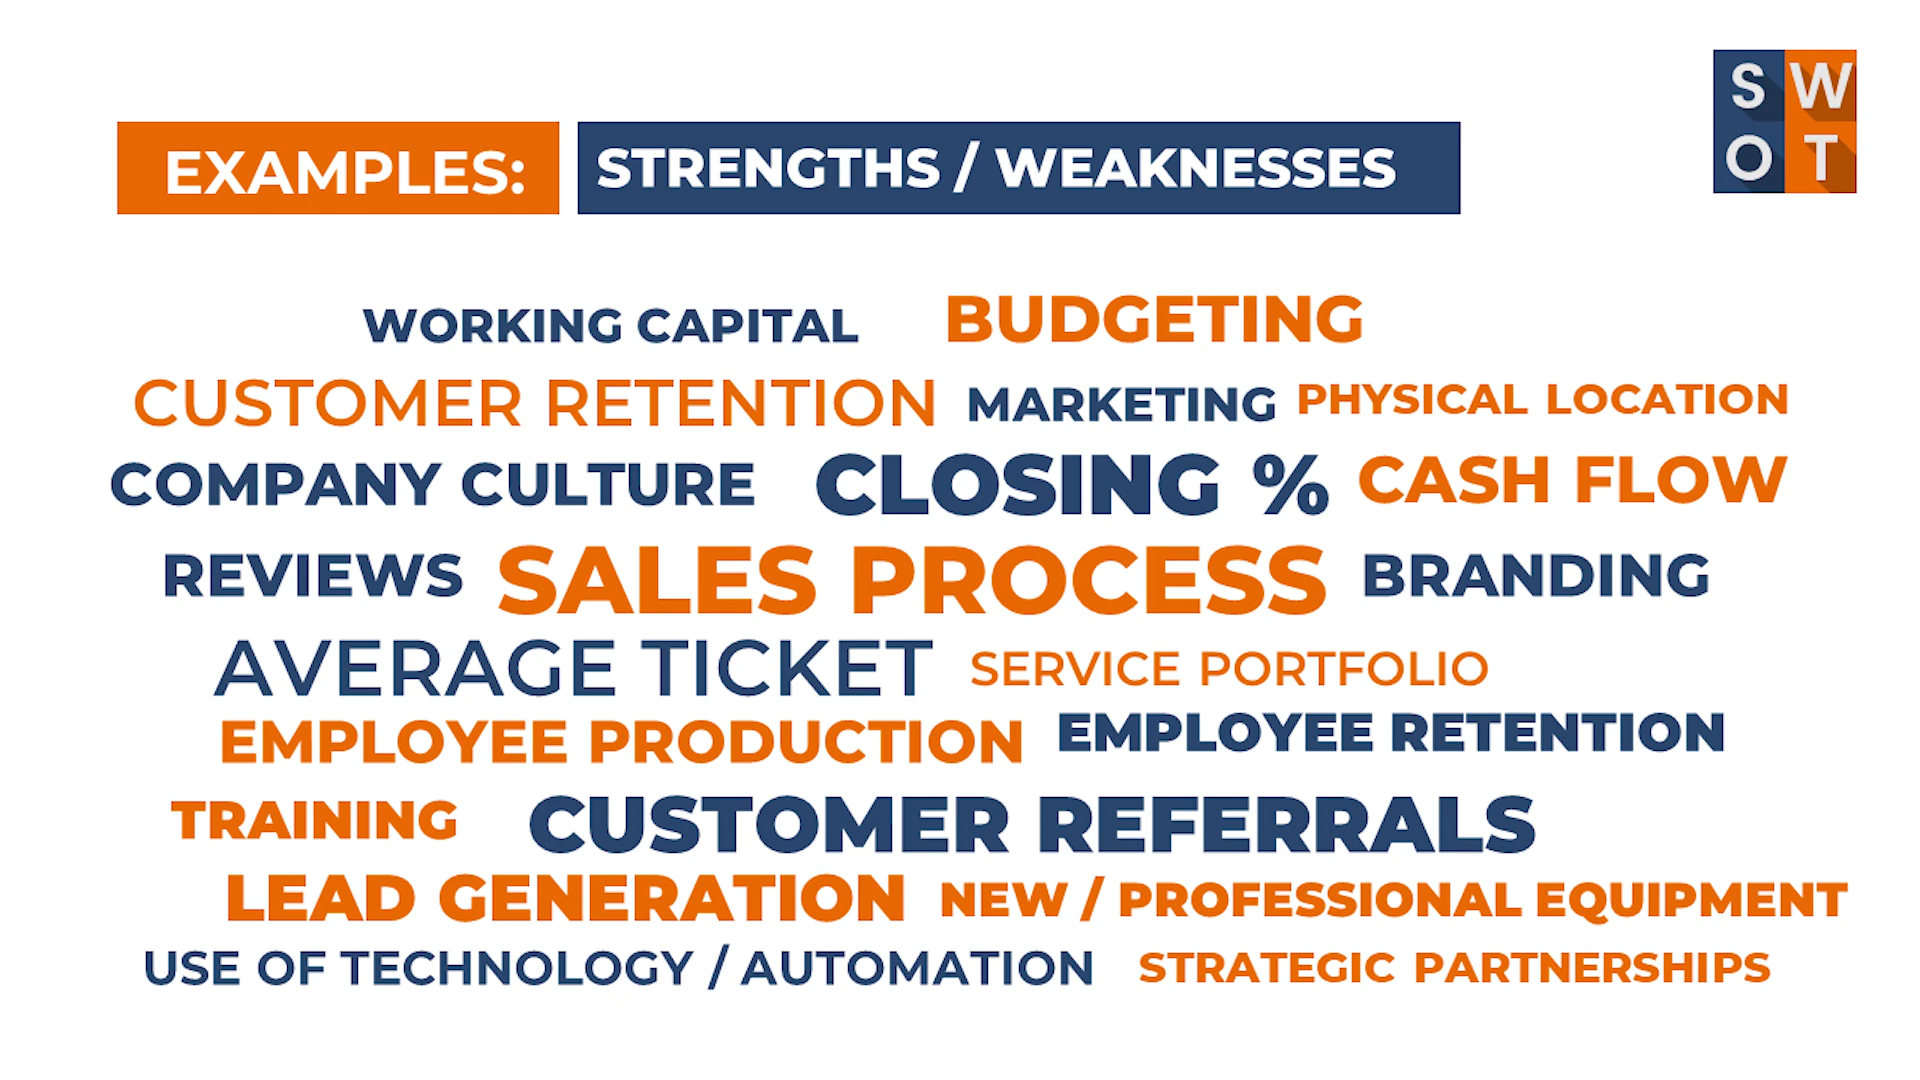 S W
O T
EXAMPLES: STRENGTHS / WEAKNESSES
WORKING CAPITAL BUDGETING
CUSTOMER RETENTION MARKETING PHYSICAL LOCATION
COMPANY CULTURE CLOSING % CASH FLOW
REVIEWS SALES PROCESS BRANDING
AVERAGE TICKET SERVICE PORTFOLIO
EMPLOYEE PRODUCTION EMPLOYEE RETENTION
TRAINING CUSTOMER REFERRALS
LEAD GENERATION NEW / PROFESSIONAL EQUIPMENT
USE OF TECHNOLOGY / AUTOMATION STRATEGIC PARTNERSHIPS